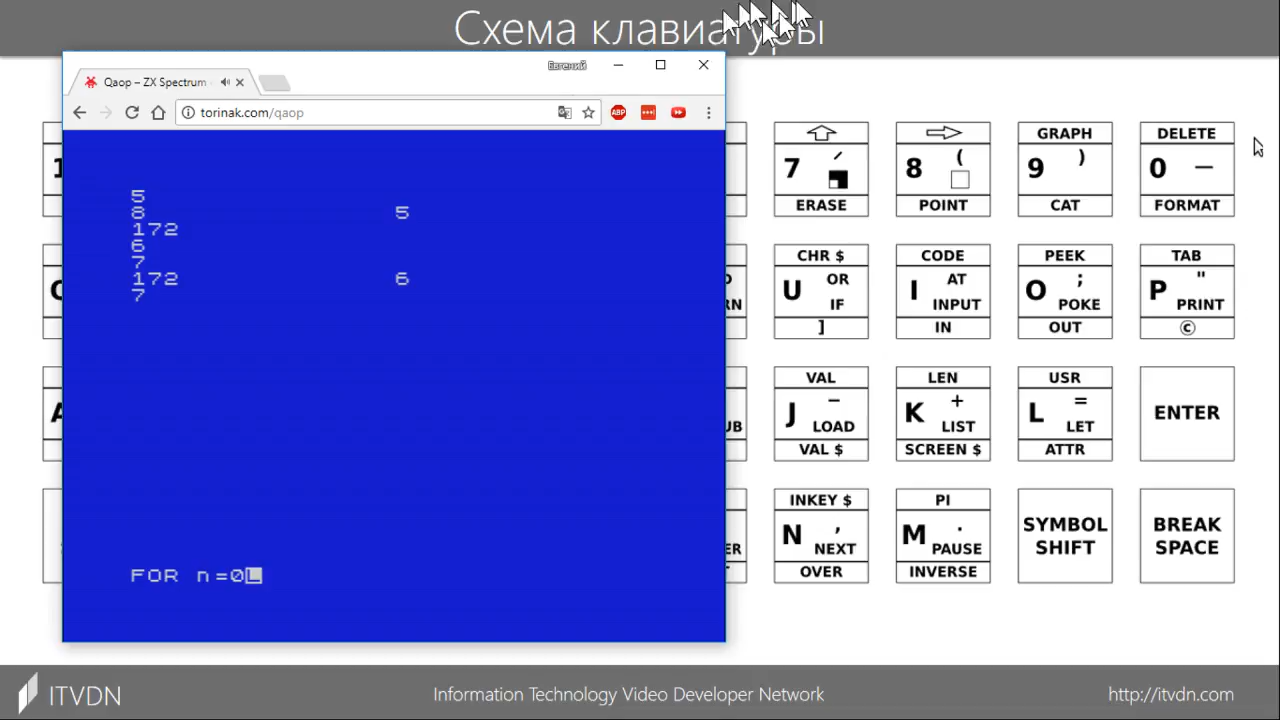 Схема клавиатуры
Евгений
Qaop – ZX Spectrum
torinak.com/qaop
ABP
5
8 5
172
6
7
172 6
7
FOR n=0L
GRAPH DELETE
7 ′ 8 ( 9 ) 0 –
ERASE POINT CAT FORMAT
CHR $ CODE PEEK TAB
U OR IF I AT INPUT O ; POKE P " PRINT
] IN OUT ©
VAL LEN USR
J – LOAD K + LIST L = LET ENTER
VAL $ SCREEN $ ATTR
INKEY $ PI
N , NEXT M . PAUSE SYMBOL SHIFT BREAK SPACE
OVER INVERSE
ITVDN Information Technology Video Developer Network http://itvdn.com